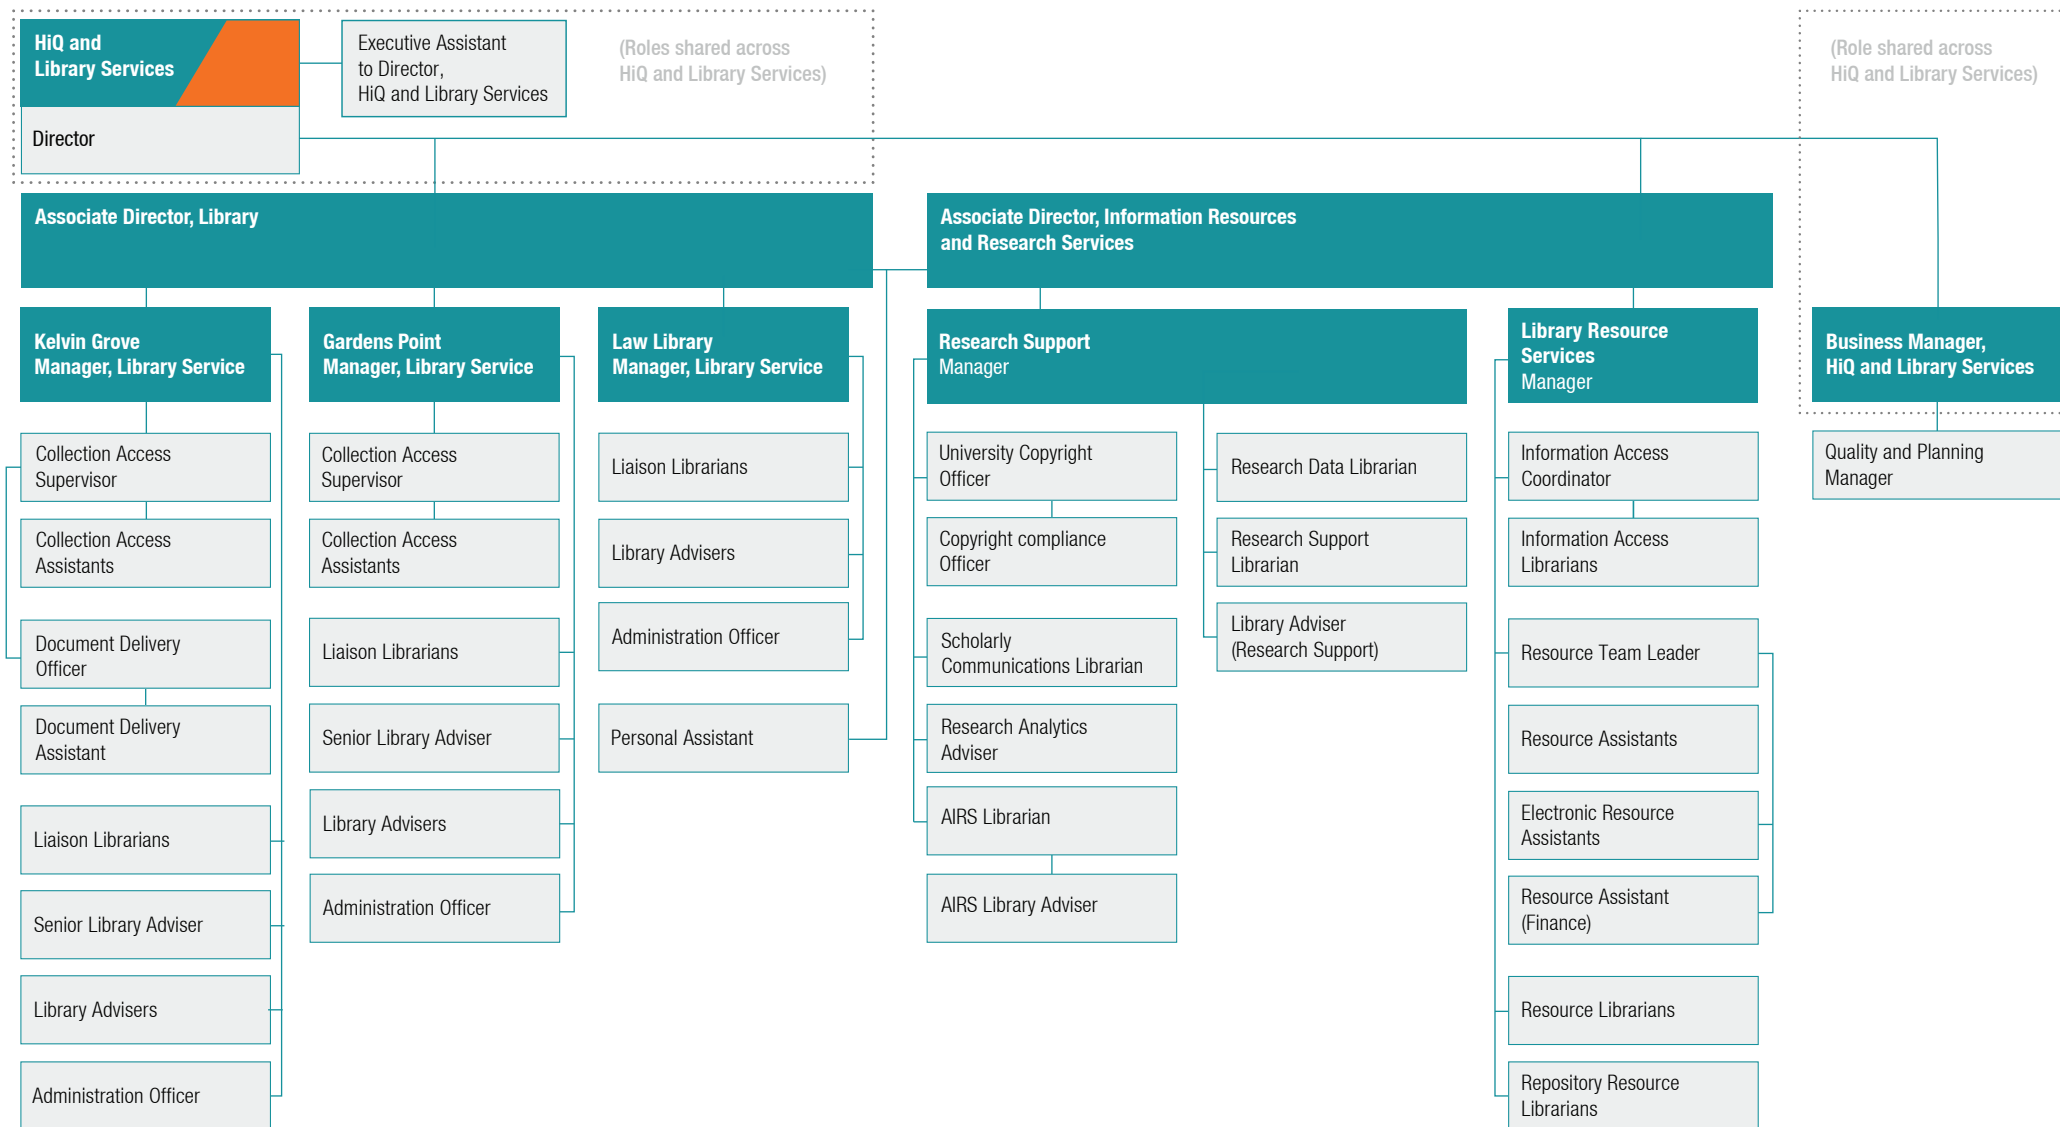 HiQ and
Library Services
Executive Assistant
to Director,
HiQ and Library Services
(Roles shared across
HiQ and Library Services)
(Role shared across
HiQ and Library Services)
Director
Associate Director, Library
Associate Director, Information Resources
and Research Services
Kelvin Grove
Manager, Library Service
Gardens Point
Manager, Library Service
Law Library
Manager, Library Service
Research Support
Manager
Library Resource
Services
Manager
Business Manager,
HiQ and Library Services
Collection Access
Supervisor
Collection Access
Assistants
Document Delivery
Officer
Document Delivery
Assistant
Liaison Librarians
Senior Library Adviser
Library Advisers
Administration Officer
Collection Access
Supervisor
Collection Access
Assistants
Liaison Librarians
Senior Library Adviser
Library Advisers
Administration Officer
Liaison Librarians
Library Advisers
Administration Officer
Personal Assistant
University Copyright
Officer
Copyright compliance
Officer
Scholarly
Communications Librarian
Research Analytics
Adviser
AIRS Librarian
AIRS Library Adviser
Research Data Librarian
Research Support
Librarian
Library Adviser
(Research Support)
Information Access
Coordinator
Information Access
Librarians
Resource Team Leader
Resource Assistants
Electronic Resource
Assistants
Resource Assistant
(Finance)
Resource Librarians
Repository Resource
Librarians
Quality and Planning
Manager